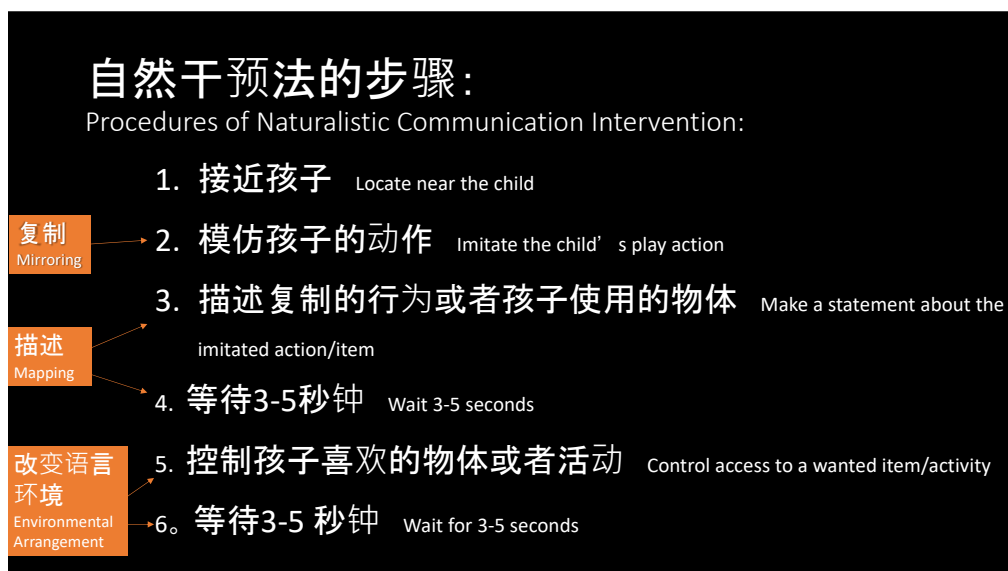 自然干预法的步骤:
Procedures of Naturalistic Communication Intervention:
1. 接近孩子 Locate near the child
复制
Mirroring
2. 模仿孩子的动作 Imitate the child’s play action
3. 描述复制的行为或者孩子使用的物体 Make a statement about the
imitated action/item
描述
Mapping
4. 等待3-5秒钟 Wait 3-5 seconds
改变语言
环境
Environmental
Arrangement
5. 控制孩子喜欢的物体或者活动 Control access to a wanted item/activity
6。等待3-5 秒钟 Wait for 3-5 seconds